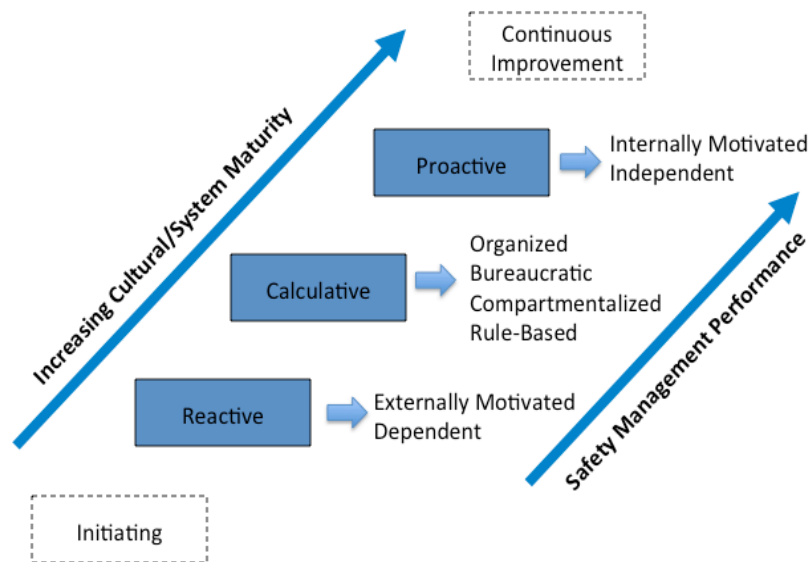 Continuous
Improvement
Increasing Cultural/System Maturity
Proactive
Internally Motivated
Independent
Calculative
Organized
Bureaucratic
Compartmentalized
Rule-Based
Safety Management Performance
Reactive
Externally Motivated
Dependent
Initiating